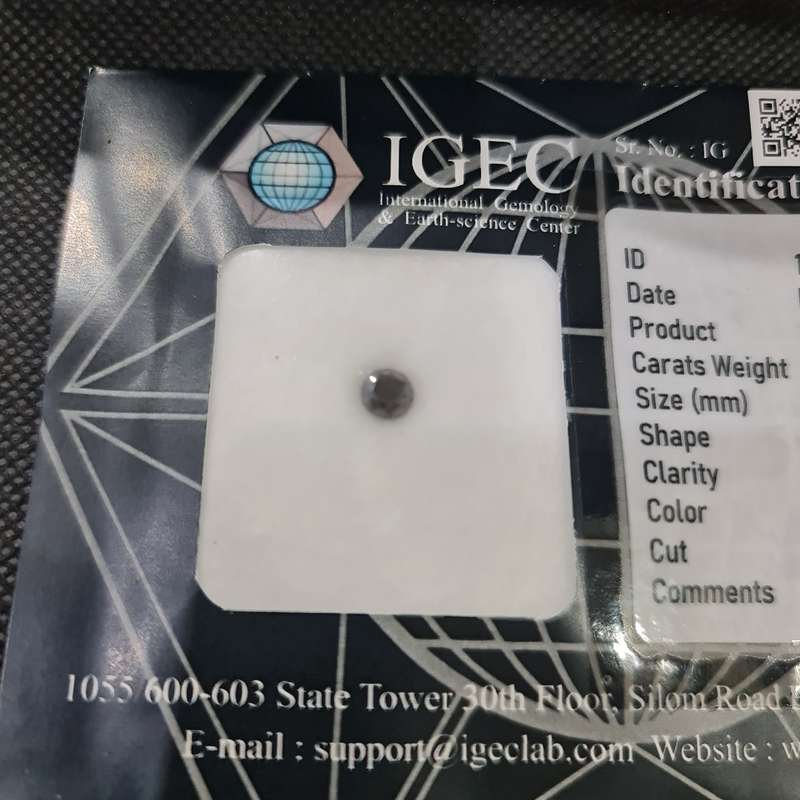 IGEC
International Gemology
& Earth-science Center
Sr. No. : IG
Identificat
ID
Date
Product
Carats Weight
Size (mm)
Shape
Clarity
Color
Cut
Comments
1055 600-603 State Tower 30th Floor, Silom Road
E-mail : support@igeclab.com Website : w